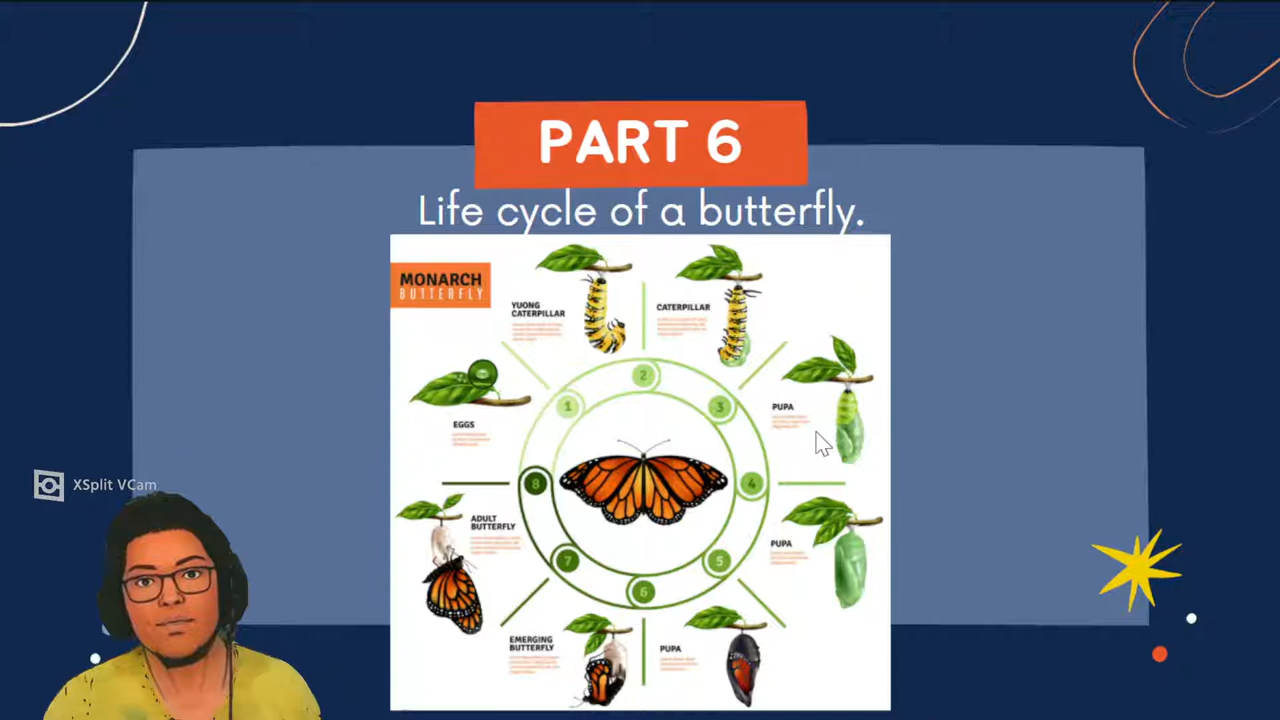 PART 6
Life cycle of a butterfly.
MONARCH
BUTTERFLY
YUONG
CATERPILLAR
CATERPILLAR
PUPA
EGGS
1
2
3
4
5
6
7
8
PUPA
ADULT
BUTTERFLY
EMERGING
BUTTERFLY
PUPA
XSplit VCam